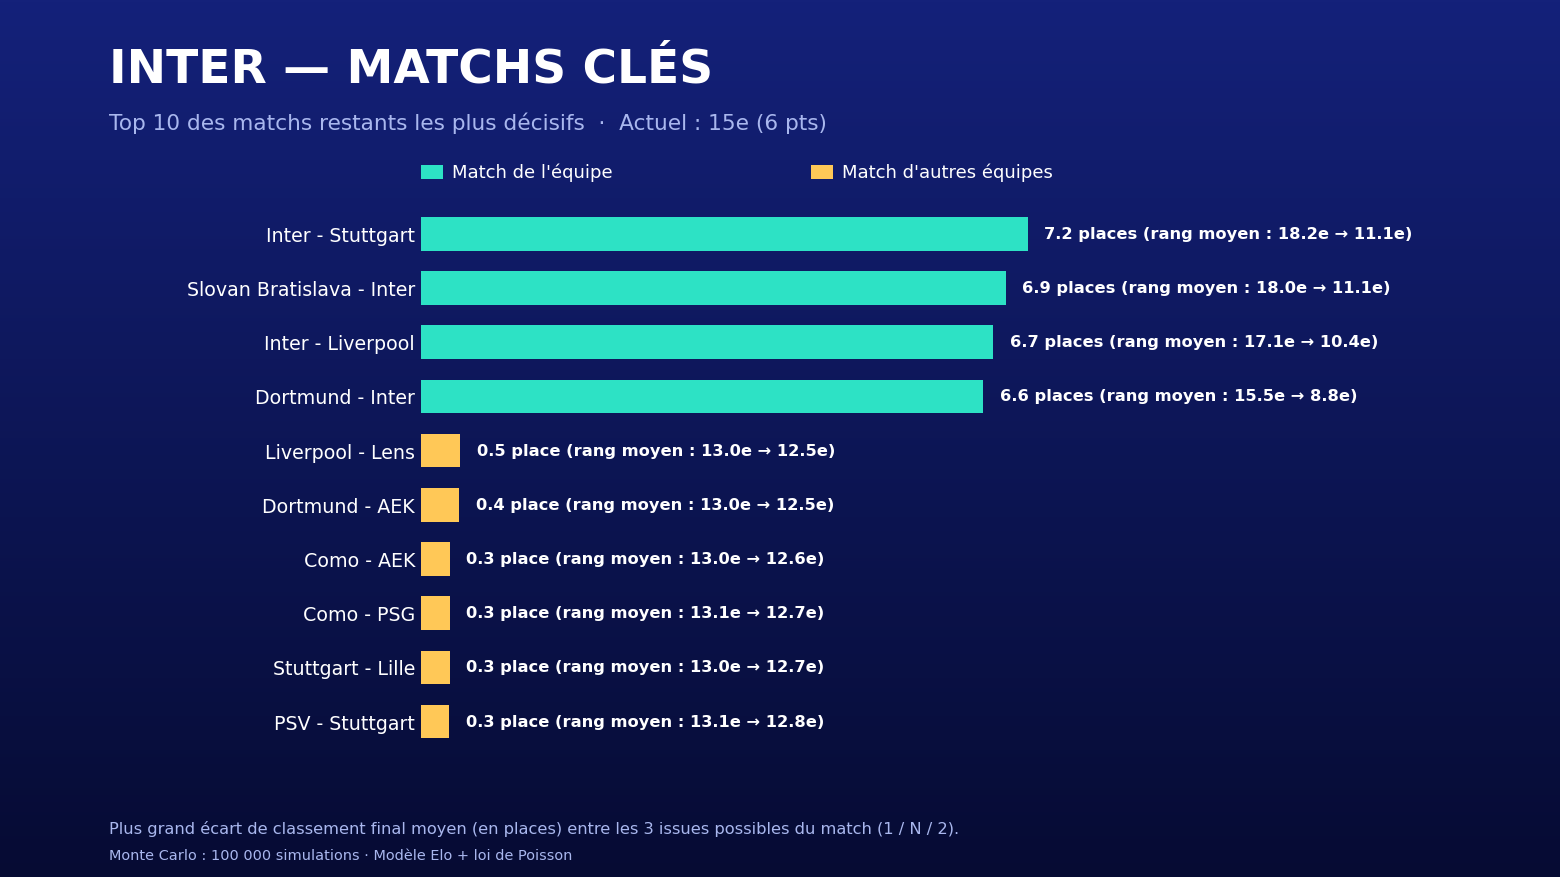 INTER — MATCHS CLÉS
Top 10 des matchs restants les plus décisifs · Actuel : 15e (6 pts)
Match de l'équipe
Match d'autres équipes
Inter - Stuttgart 7.2 places (rang moyen : 18.2e → 11.1e)
Slovan Bratislava - Inter 6.9 places (rang moyen : 18.0e → 11.1e)
Inter - Liverpool 6.7 places (rang moyen : 17.1e → 10.4e)
Dortmund - Inter 6.6 places (rang moyen : 15.5e → 8.8e)
Liverpool - Lens 0.5 place (rang moyen : 13.0e → 12.5e)
Dortmund - AEK 0.4 place (rang moyen : 13.0e → 12.5e)
Como - AEK 0.3 place (rang moyen : 13.0e → 12.6e)
Como - PSG 0.3 place (rang moyen : 13.1e → 12.7e)
Stuttgart - Lille 0.3 place (rang moyen : 13.0e → 12.7e)
PSV - Stuttgart 0.3 place (rang moyen : 13.1e → 12.8e)
Plus grand écart de classement final moyen (en places) entre les 3 issues possibles du match (1 / N / 2).
Monte Carlo : 100 000 simulations · Modèle Elo + loi de Poisson